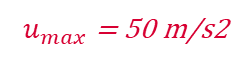 u_max = 50 m/s2